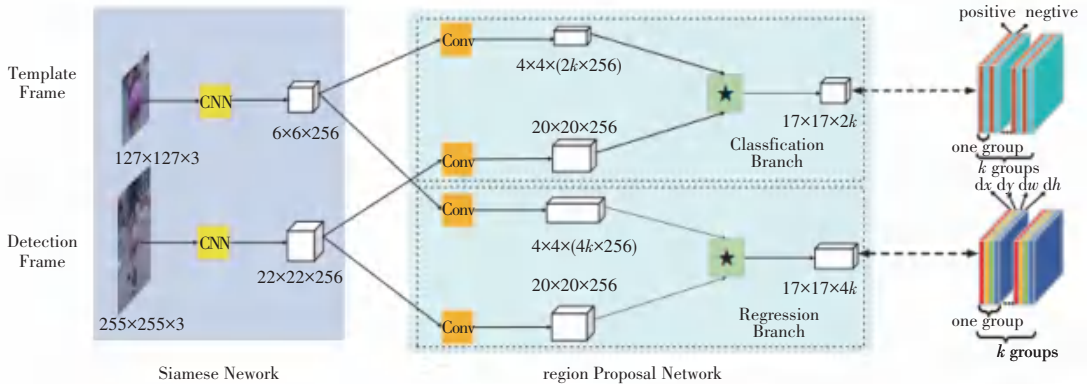 Template
Frame
127×127×3
CNN
6×6×256
Detection
Frame
255×255×3
CNN
22×22×256
Siamese Nework
Conv
4×4×(2k×256)
Conv
20×20×256
★
17×17×2k
Classfication
Branch
Conv
4×4×(4k×256)
Conv
20×20×256
★
17×17×4k
Regression
Branch
region Proposal Network
positive negtive
one group
k groups
dx dy dw dh
one group
k groups